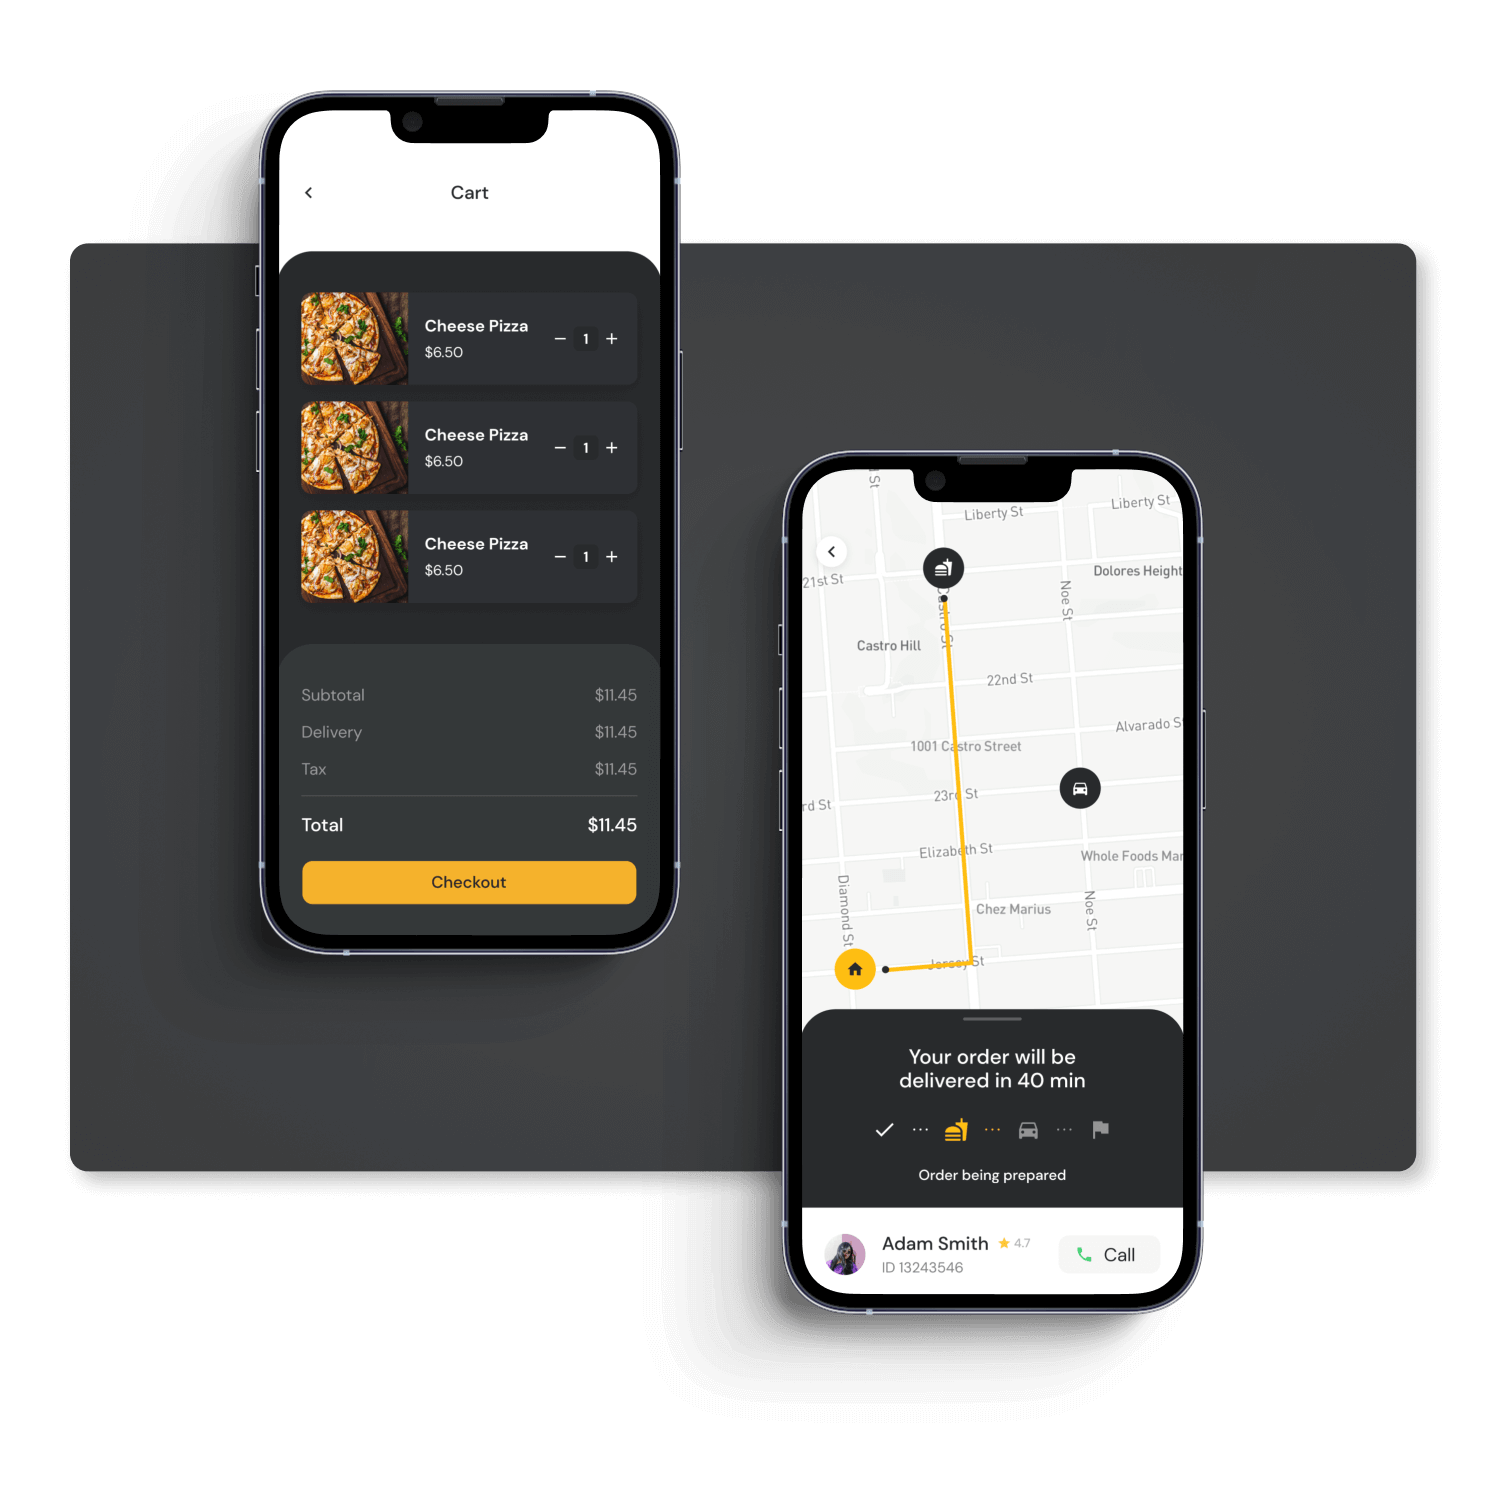 Cart
Cheese Pizza
$6.50
1
Cheese Pizza
$6.50
1
Cheese Pizza
$6.50
1
Subtotal $11.45
Delivery $11.45
Tax $11.45
Total $11.45
Checkout
St
Liberty St
Liberty St
21st St
Dolores Height
Castro St
Noe St
Castro Hill
22nd St
Alvarado S
1001 Castro Street
23rd St
rd St
Elizabeth St
Whole Foods Mar
Diamond St
Chez Marius
Noe St
Jersey St
Your order will be
delivered in 40 min
Order being prepared
Adam Smith 4.7
ID 13243546
Call